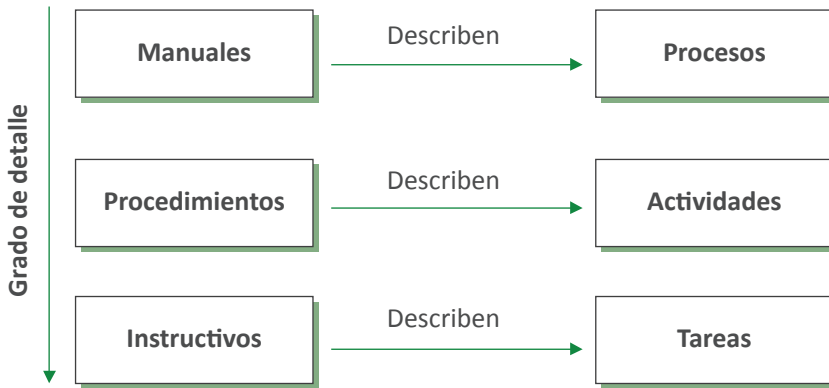 Grado de detalle
Manuales
Describen
Procesos
Procedimientos
Describen
Actividades
Instructivos
Describen
Tareas